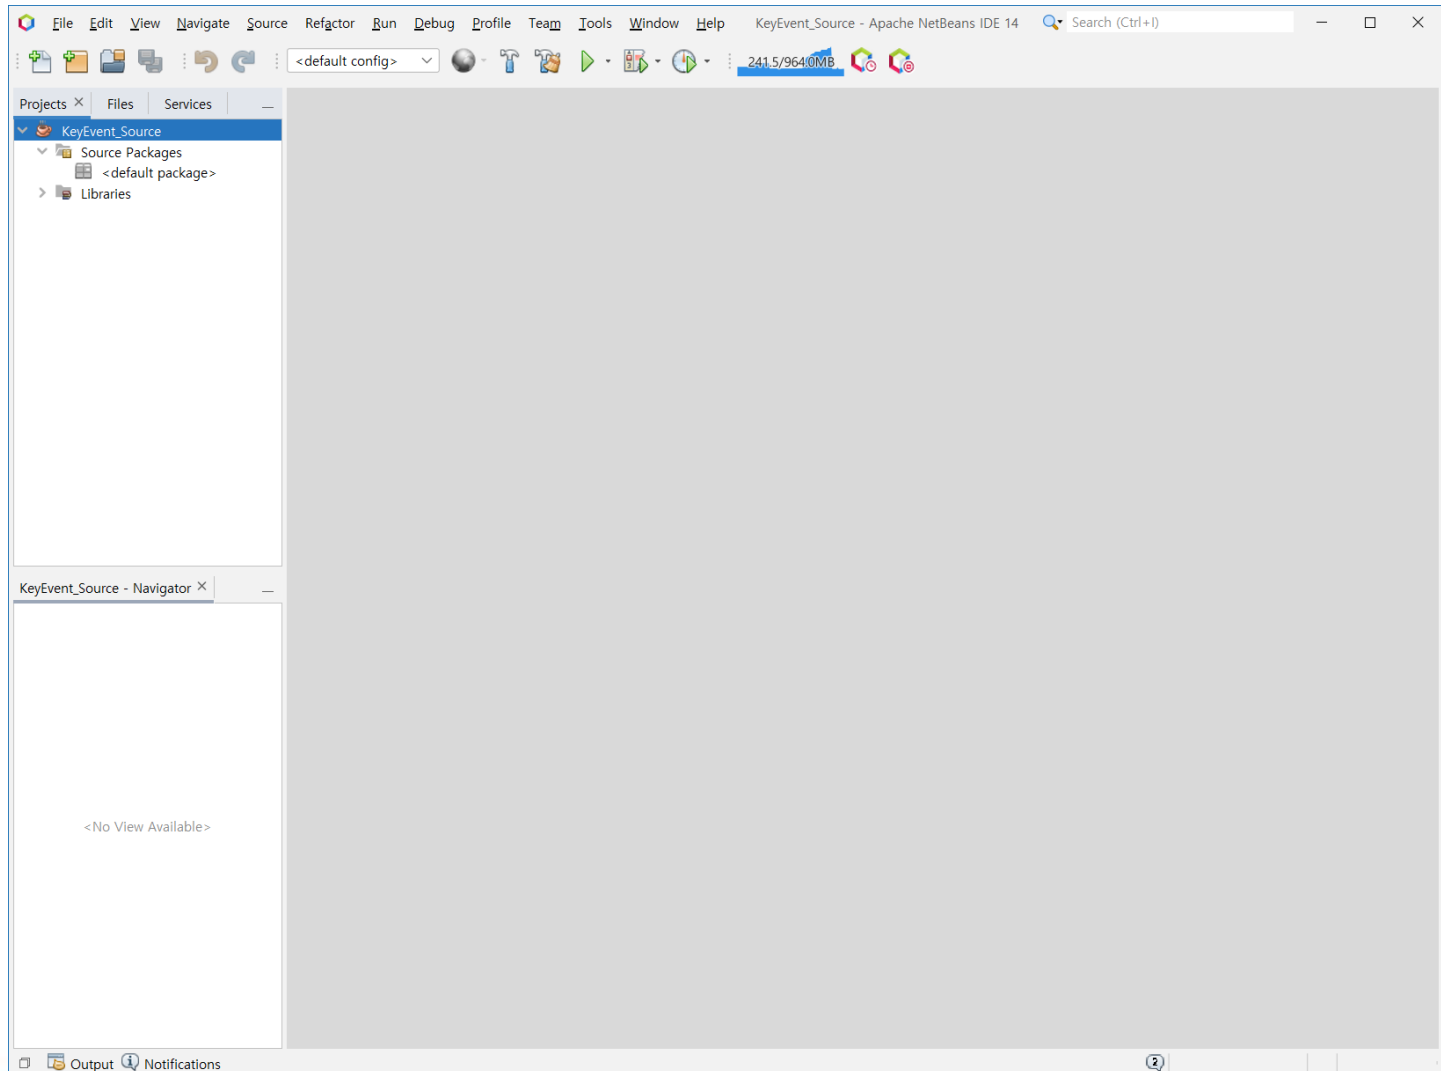 File Edit View Navigate Source Refactor Run Debug Profile Team Tools Window Help KeyEvent_Source - Apache NetBeans IDE 14 Search (Ctrl+I)
<default config> 241.5/964.0MB
Projects Files Services
KeyEvent_Source
Source Packages
<default package>
Libraries
KeyEvent_Source - Navigator
<No View Available>
Output Notifications 2